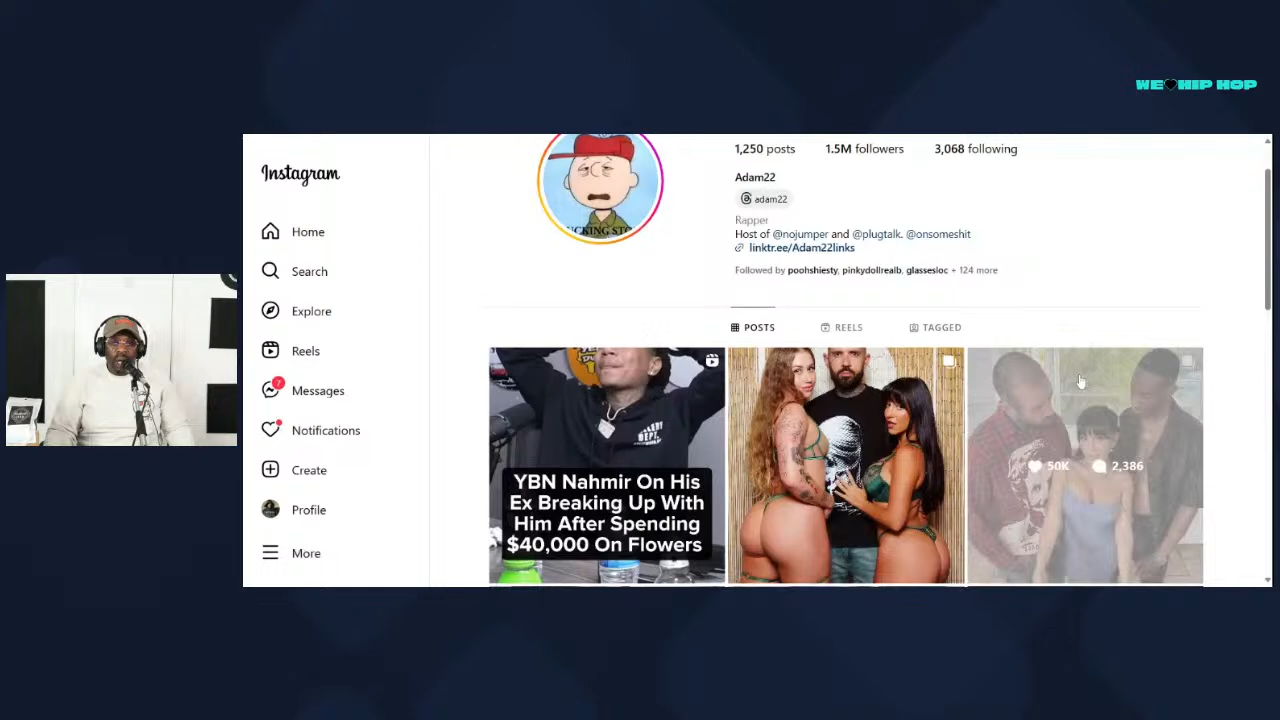 WE HIP HOP
Instagram
Home
Search
Explore
Reels
7
Messages
Notifications
Create
Profile
More
1,250 posts 1.5M followers 3,068 following
Adam22
adam22
Rapper
Host of @nojumper and @plugtalk. @onsomeshit
linktr.ee/Adam22links
Followed by poohshiesty, pinkydollrealb, glassesloc + 124 more
POSTS REELS TAGGED
YBN Nahmir On His
Ex Breaking Up With
Him After Spending
$40,000 On Flowers
50K 2,386